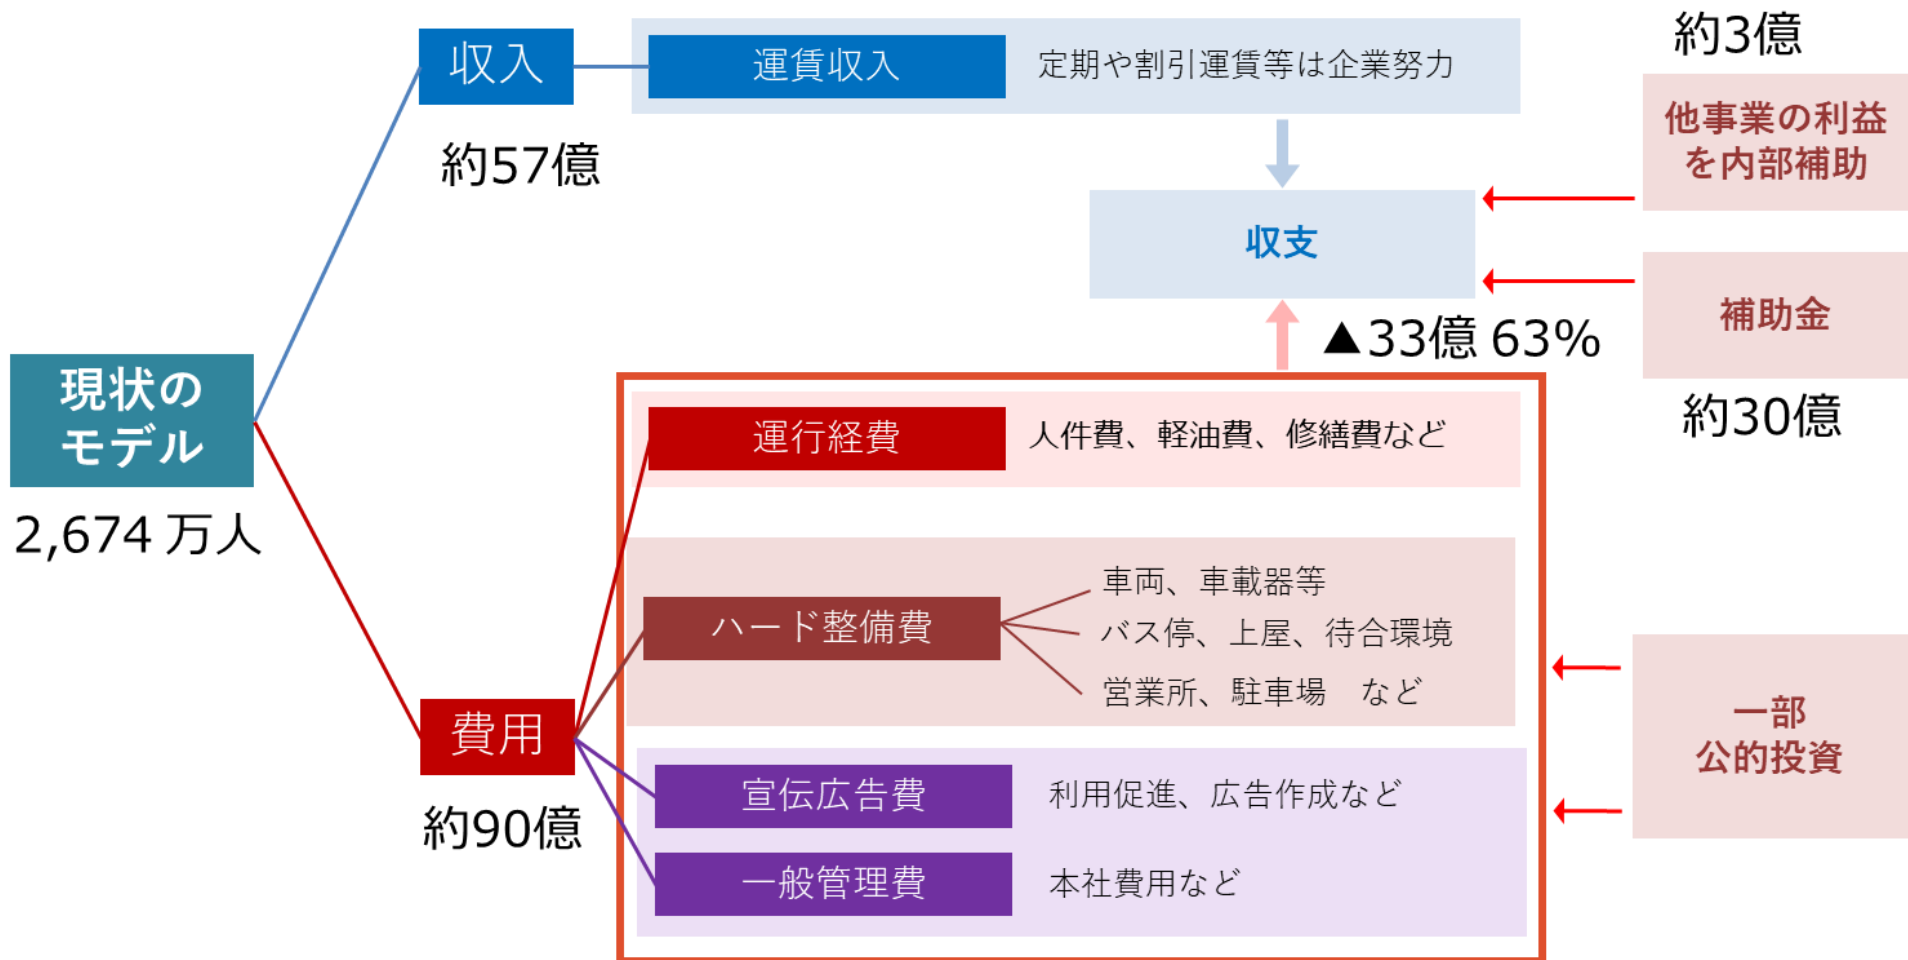 収入
運賃収入
定期や割引運賃等は企業努力
約57億
約3億
他事業の利益
を内部補助
収支
補助金
約30億
▲33億 63%
現状の
モデル
2,674 万人
費用
約90億
運行経費
人件費、軽油費、修繕費など
ハード整備費
車両、車載器等
バス停、上屋、待合環境
営業所、駐車場　など
宣伝広告費
利用促進、広告作成など
一般管理費
本社費用など
一部
公的投資